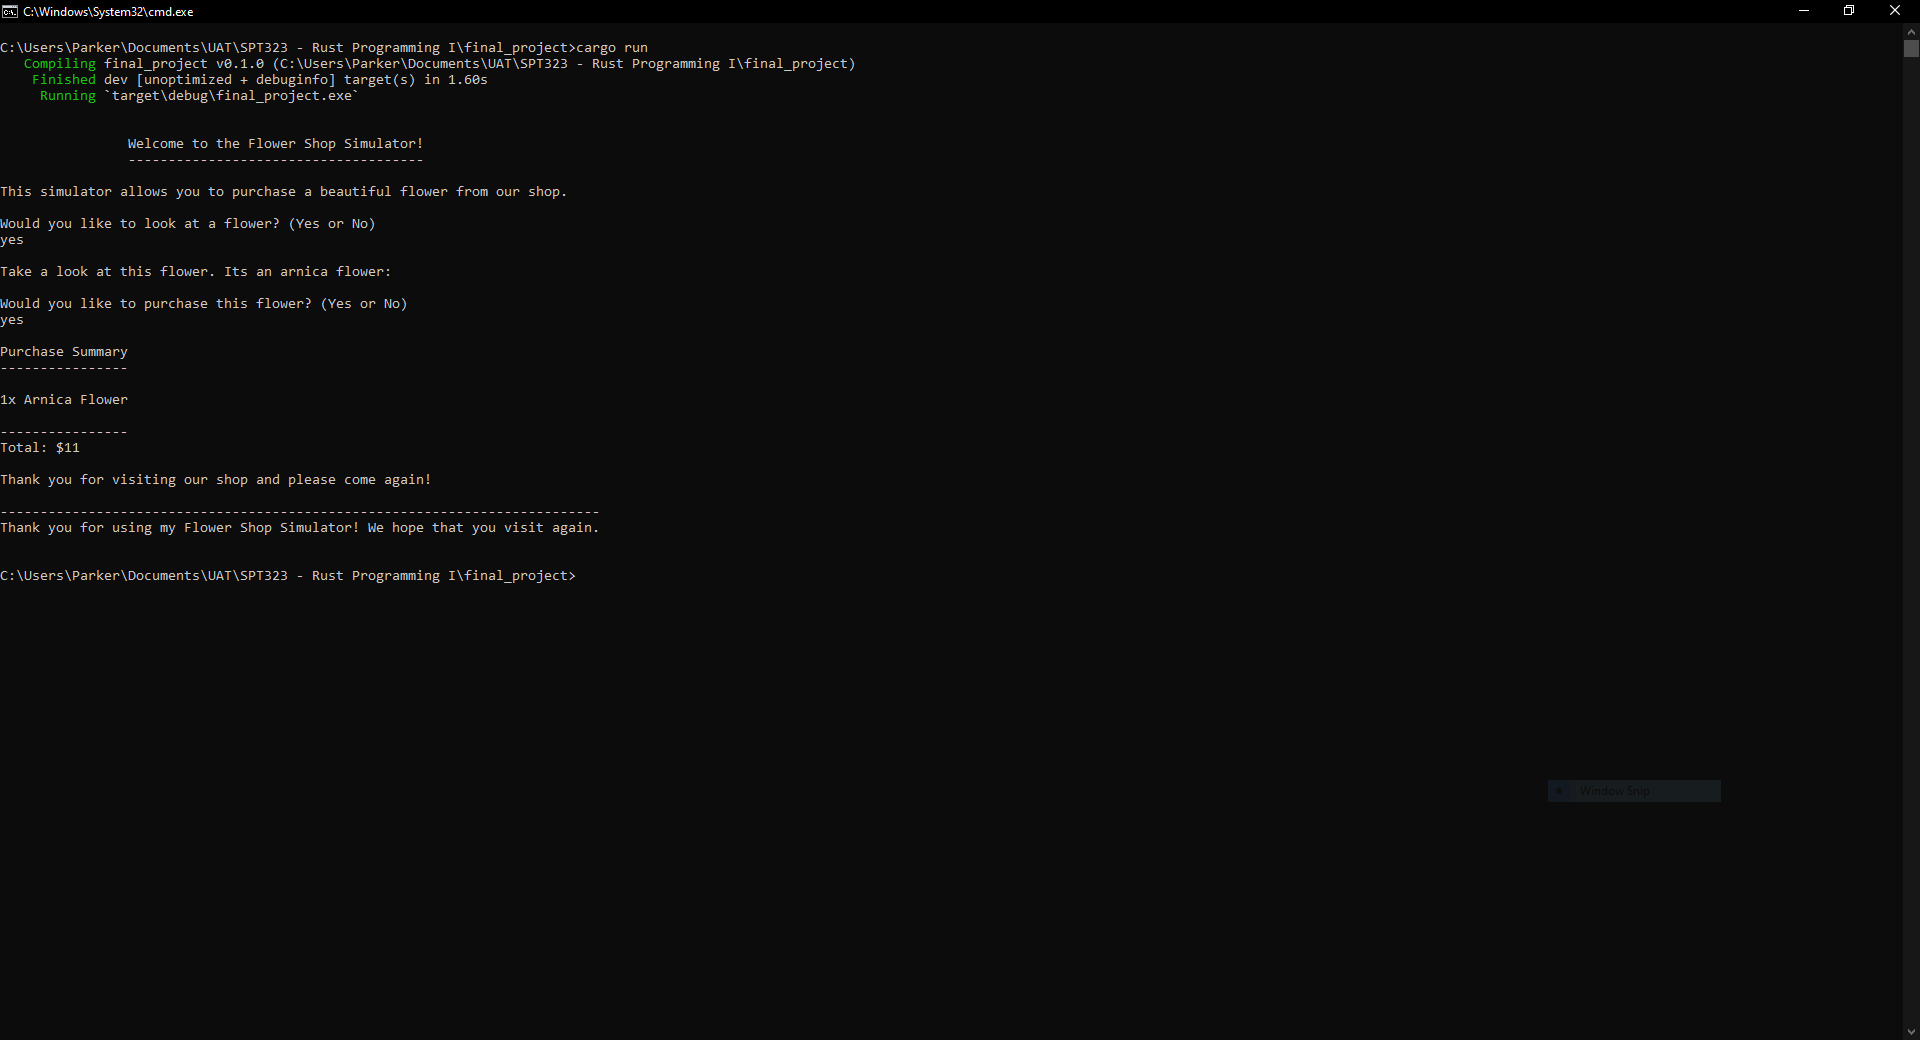 C:\Windows\System32\cmd.exe
C:\Users\Parker\Documents\UAT\SPT323 - Rust Programming I\final_project>cargo run
Compiling final_project v0.1.0 (C:\Users\Parker\Documents\UAT\SPT323 - Rust Programming I\final_project)
Finished dev [unoptimized + debuginfo] target(s) in 1.60s
Running `target\debug\final_project.exe`
Welcome to the Flower Shop Simulator!
-------------------------------------
This simulator allows you to purchase a beautiful flower from our shop.
Would you like to look at a flower? (Yes or No)
yes
Take a look at this flower. Its an arnica flower:
Would you like to purchase this flower? (Yes or No)
yes
Purchase Summary
----------------
1x Arnica Flower
----------------
Total: $11
Thank you for visiting our shop and please come again!
---------------------------------------------------------------------------
Thank you for using my Flower Shop Simulator! We hope that you visit again.
C:\Users\Parker\Documents\UAT\SPT323 - Rust Programming I\final_project>
Window Snip